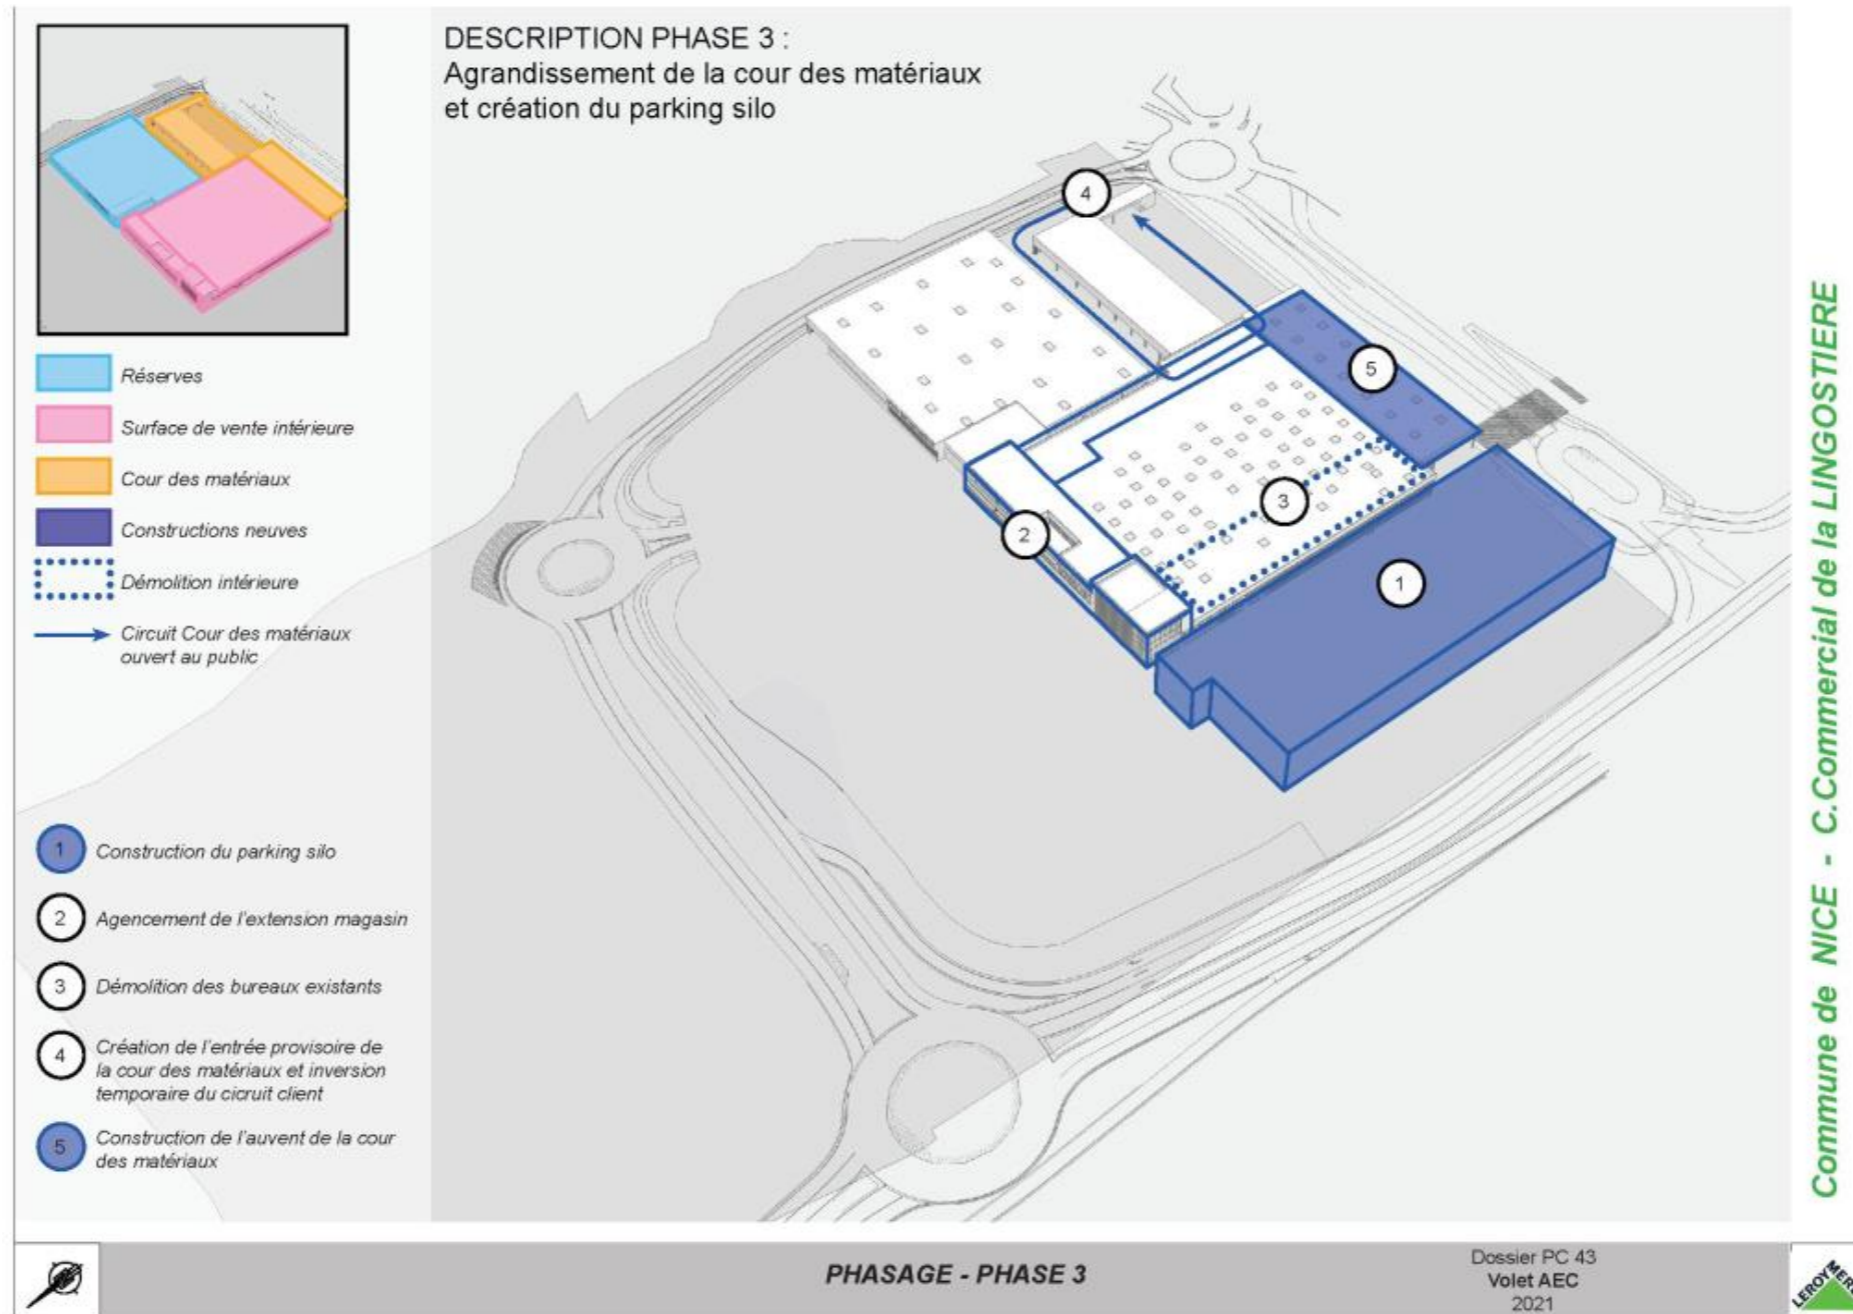 DESCRIPTION PHASE 3 :
Agrandissement de la cour des matériaux
et création du parking silo
Réserves
Surface de vente intérieure
Cour des matériaux
Constructions neuves
Démolition intérieure
Circuit Cour des matériaux
ouvert au public
1 Construction du parking silo
2 Agencement de l'extension magasin
3 Démolition des bureaux existants
4 Création de l'entrée provisoire de
la cour des matériaux et inversion
temporaire du cicruit client
5 Construction de l'auvent de la cour
des matériaux
4
5
3
2
1
Commune de NICE - C.Commercial de la LINGOSTIERE
PHASAGE - PHASE 3
Dossier PC 43
Volet AEC
2021